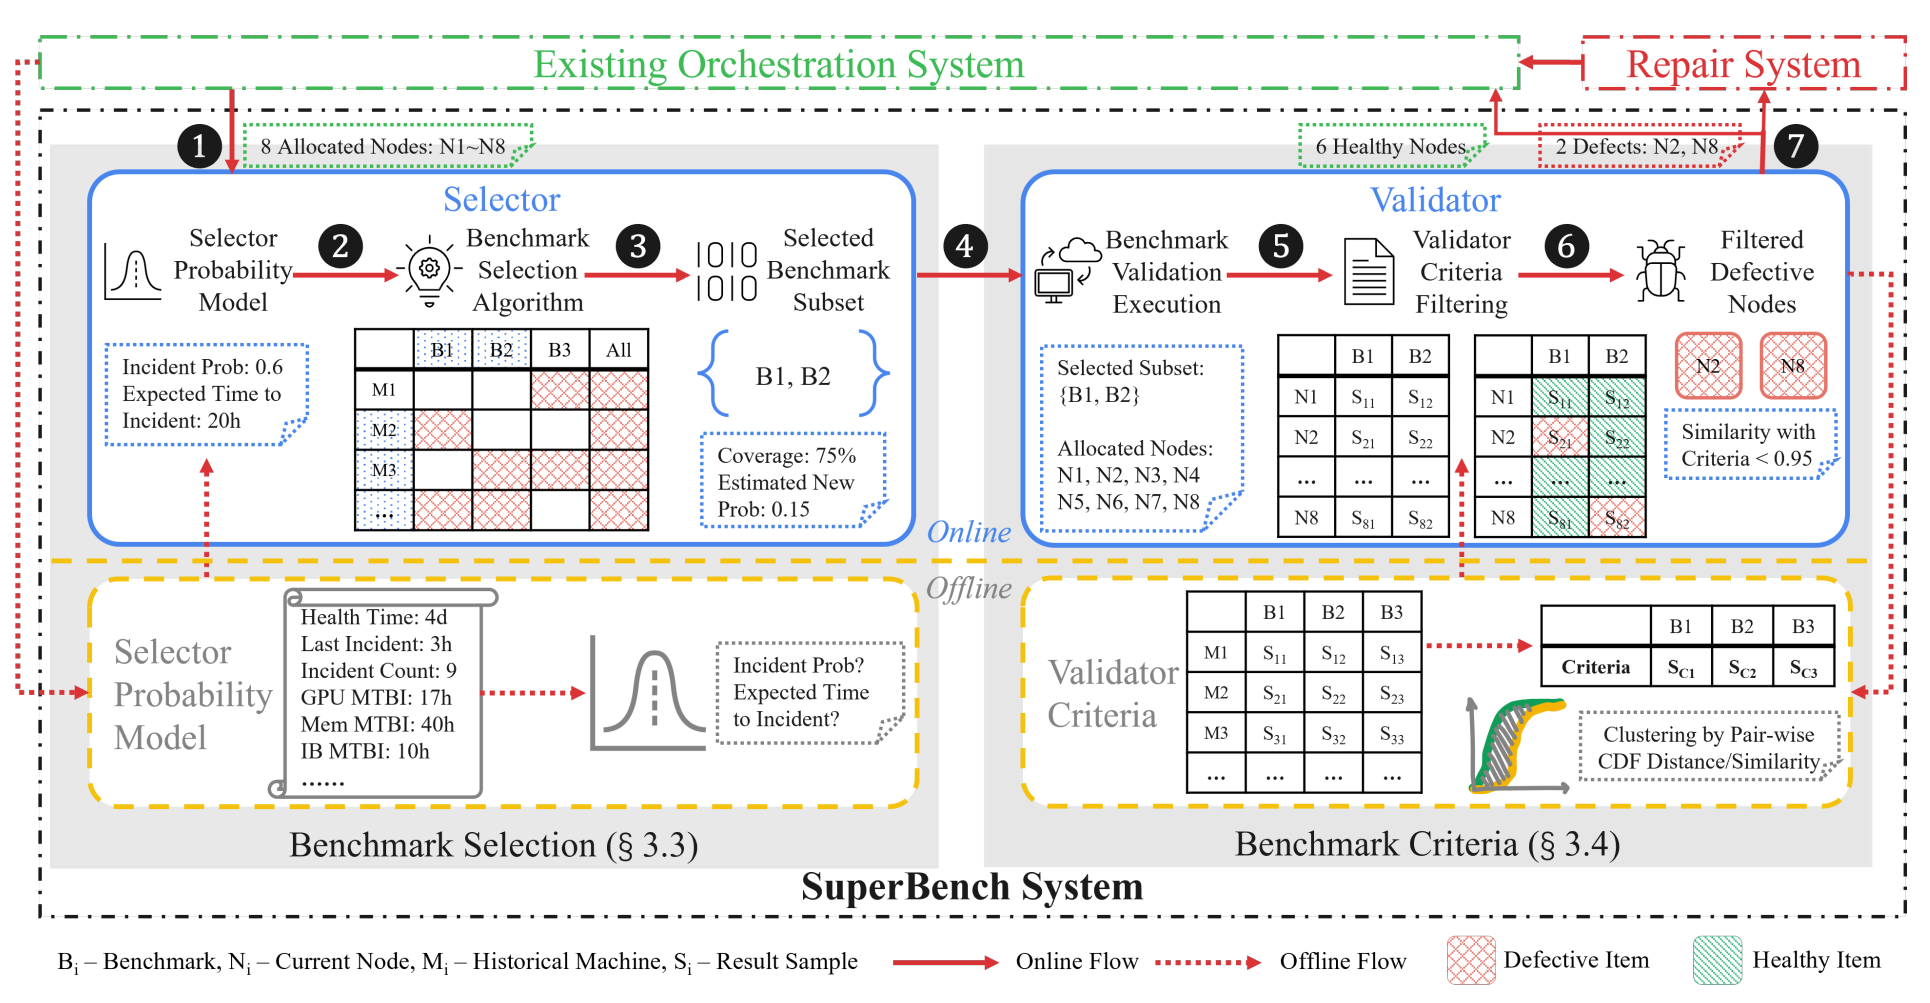 Existing Orchestration System
Repair System
1
8 Allocated Nodes: N1~N8
6 Healthy Nodes
2 Defects: N2, N8
7
Selector
Selector
Probability
Model
2
Benchmark
Selection
Algorithm
3
Selected
Benchmark
Subset
4
Incident Prob: 0.6
Expected Time to
Incident: 20h
B1 B2 B3 All
M1
M2
M3
...
B1, B2
Coverage: 75%
Estimated New
Prob: 0.15
Validator
Benchmark
Validation
Execution
5
Validator
Criteria
Filtering
6
Filtered
Defective
Nodes
Selected Subset:
{B1, B2}
Allocated Nodes:
N1, N2, N3, N4
N5, N6, N7, N8
B1 B2
N1 S11 S12
N2 S21 S22
... ... ...
N8 S81 S82
B1 B2
N1 S11 S12
N2 S21 S22
... ... ...
N8 S81 S82
N2 N8
Similarity with
Criteria < 0.95
Online
Offline
Selector
Probability
Model
Health Time: 4d
Last Incident: 3h
Incident Count: 9
GPU MTBI: 17h
Mem MTBI: 40h
IB MTBI: 10h
......
Incident Prob?
Expected Time
to Incident?
Validator
Criteria
B1 B2 B3
M1 S11 S12 S13
M2 S21 S22 S23
M3 S31 S32 S33
... ... ... ...
B1 B2 B3
Criteria SC1 SC2 SC3
Clustering by Pair-wise
CDF Distance/Similarity
Benchmark Selection (§ 3.3)
Benchmark Criteria (§ 3.4)
SuperBench System
Bi – Benchmark, Ni – Current Node, Mi – Historical Machine, Si – Result Sample
Online Flow
Offline Flow
Defective Item
Healthy Item